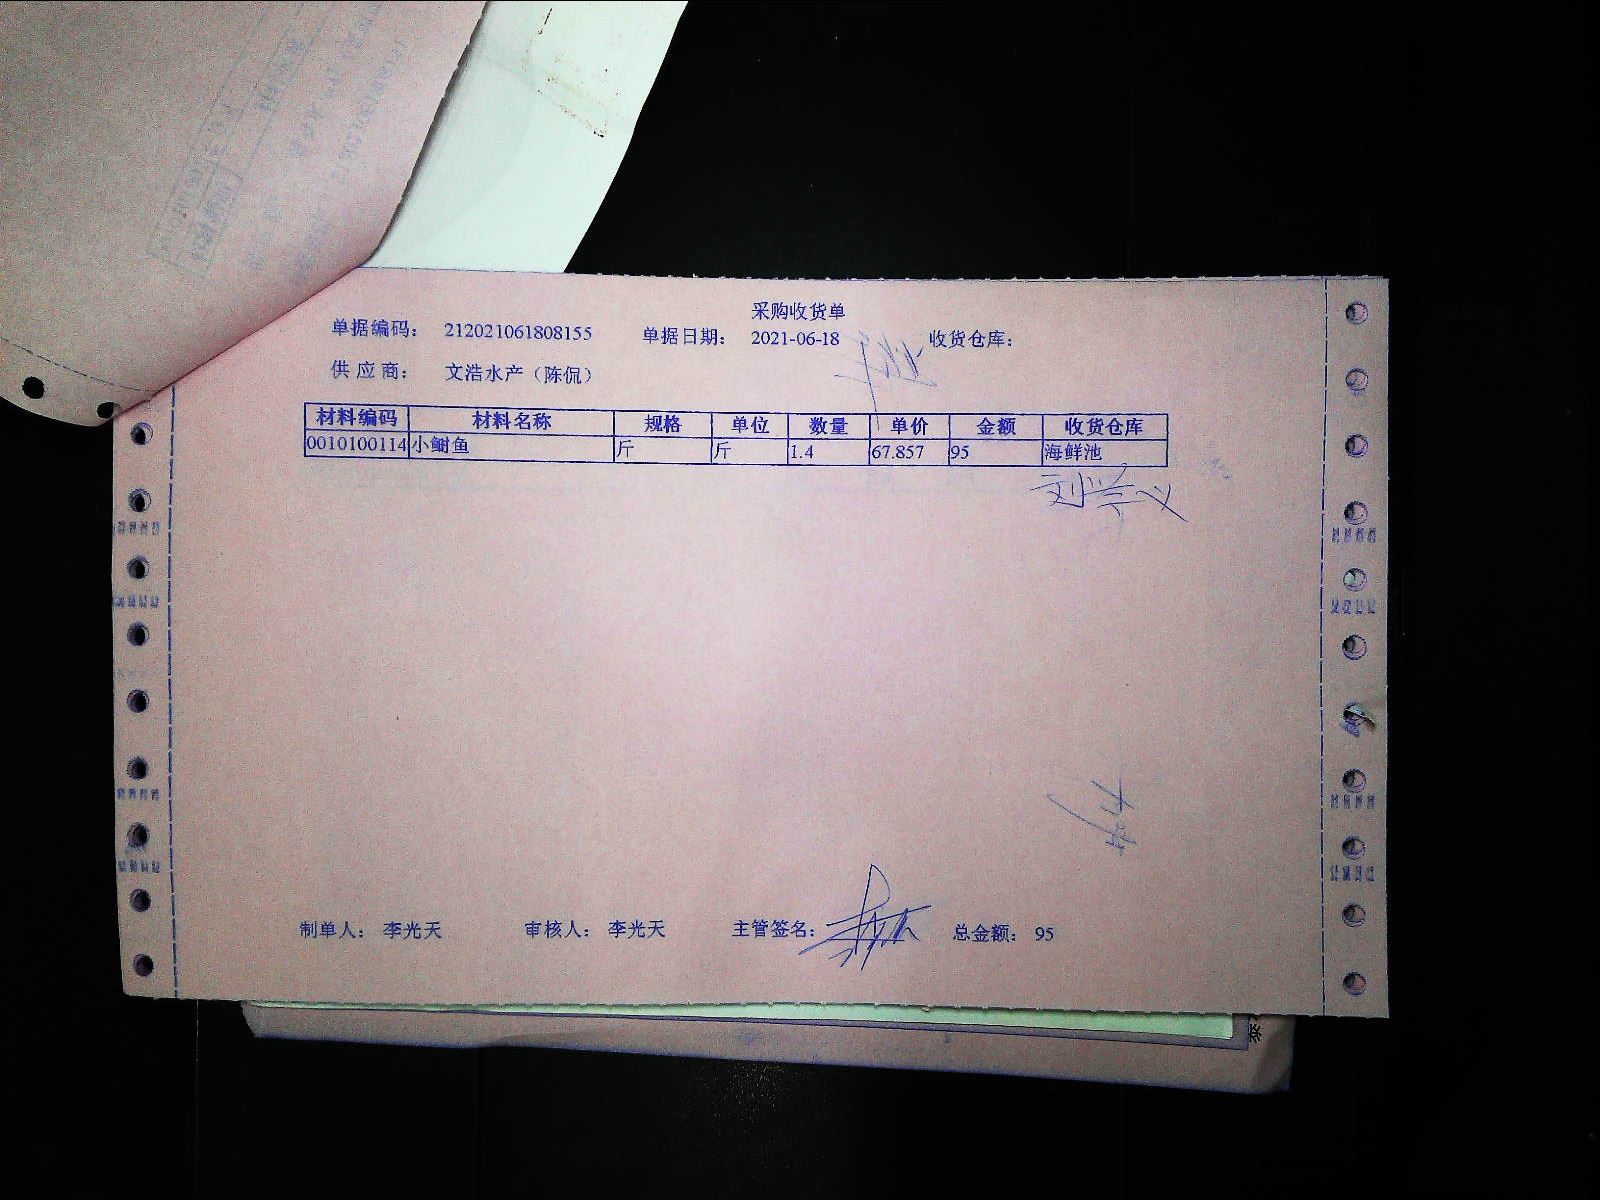 采购收货单
单据编码: 212021061808155 单据日期: 2021-06-18 收货仓库:
供应商: 文浩水产（陈侃）
材料编码 材料名称 规格 单位 数量 单价 金额 收货仓库
0010100114 小鲥鱼 斤 斤 1.4 67.857 95 海鲜池
刘兴义
制单人: 李光天 审核人: 李光天 主管签名: 总金额: 95